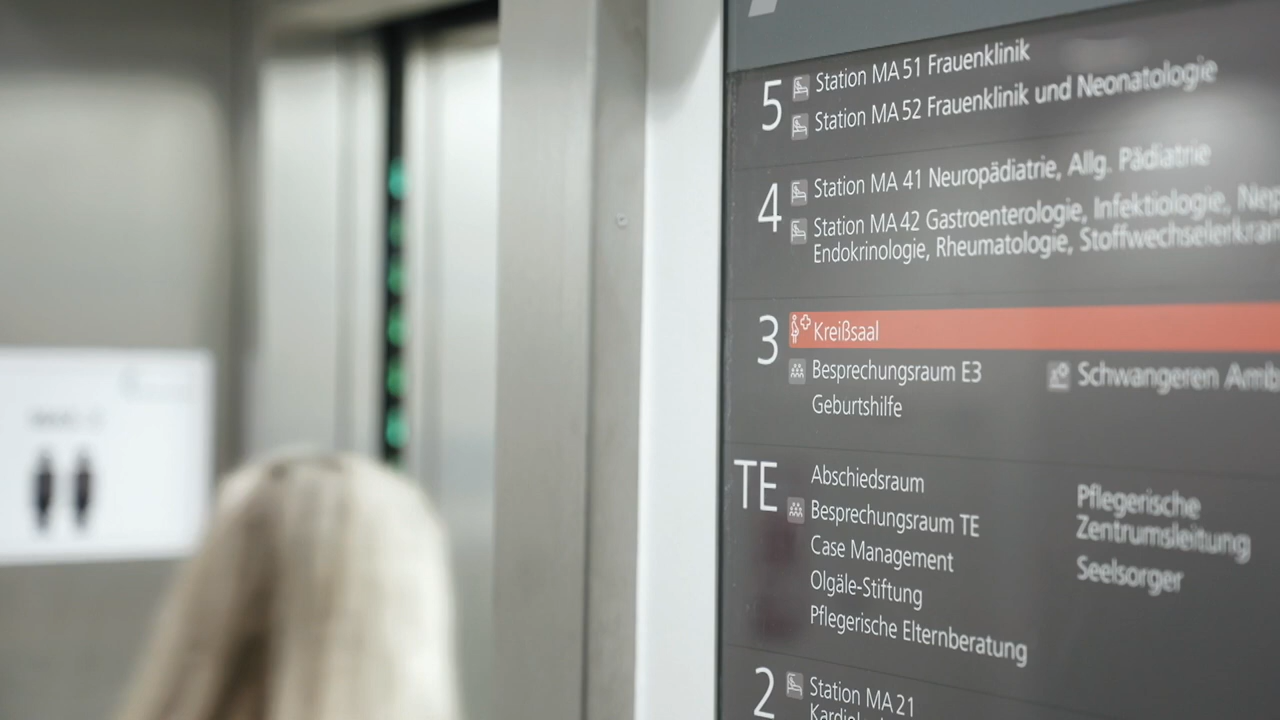 5
Station MA 51 Frauenklinik
Station MA 52 Frauenklinik und Neonatologie
4
Station MA 41 Neuropädiatrie, Allg. Pädiatrie
Station MA 42 Gastroenterologie, Infektiologie,
Endokrinologie, Rheumatologie,
3
Kreißsaal
Besprechungsraum E3
Schwangeren
Geburtshilfe
TE
Abschiedsraum
Besprechungsraum TE
Case Management
Olgäle-Stiftung
Pflegerische Elternberatung
Pflegerische
Zentrumsleitung
Seelsorger
2
Station MA 21